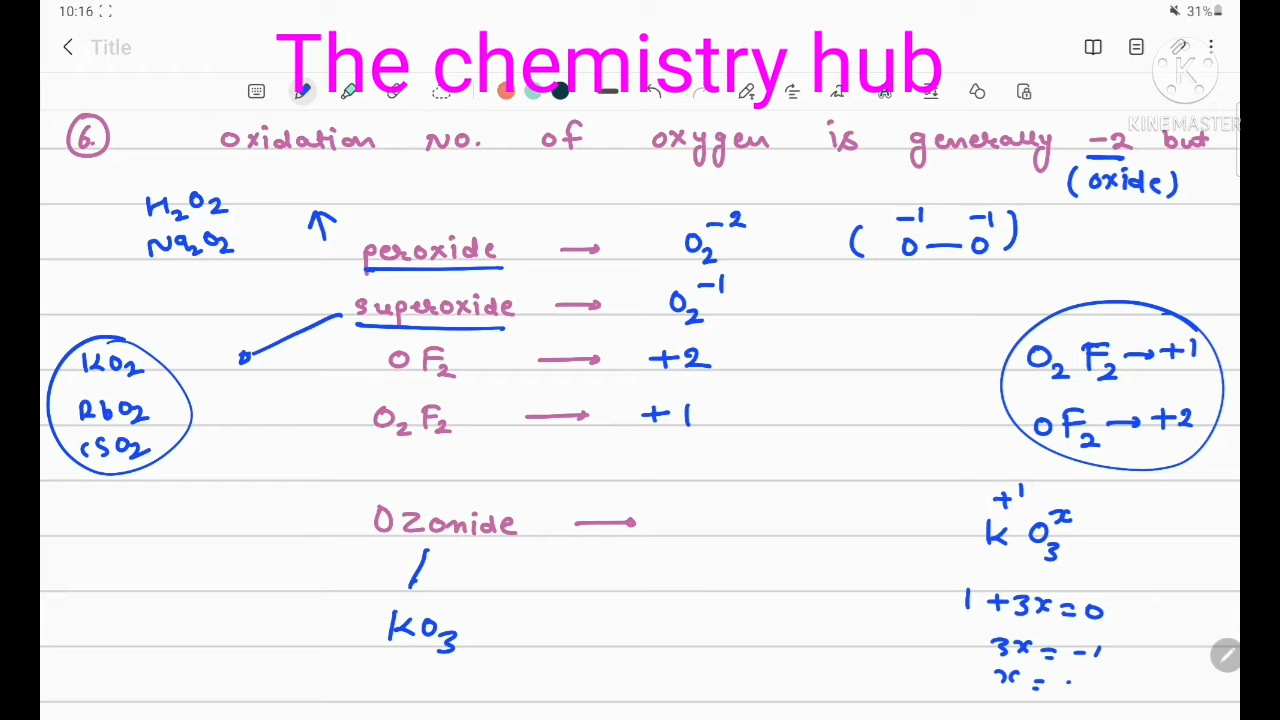 10:16
31%
Title
The chemistry hub
K
KINEMASTER
6. Oxidation No. of oxygen is generally -2 but
(oxide)
H₂O₂
Na₂O₂
peroxide → O₂⁻² (O⁻¹—O⁻¹)
superoxide → O₂⁻¹
KO₂
RbO₂
CSO₂
OF₂ → +2
O₂F₂ → +1
O₂F₂ → +1
OF₂ → +2
Ozonide →
KO₃
+1
K O₃ˣ
1 + 3x = 0
3x = -1
x = .